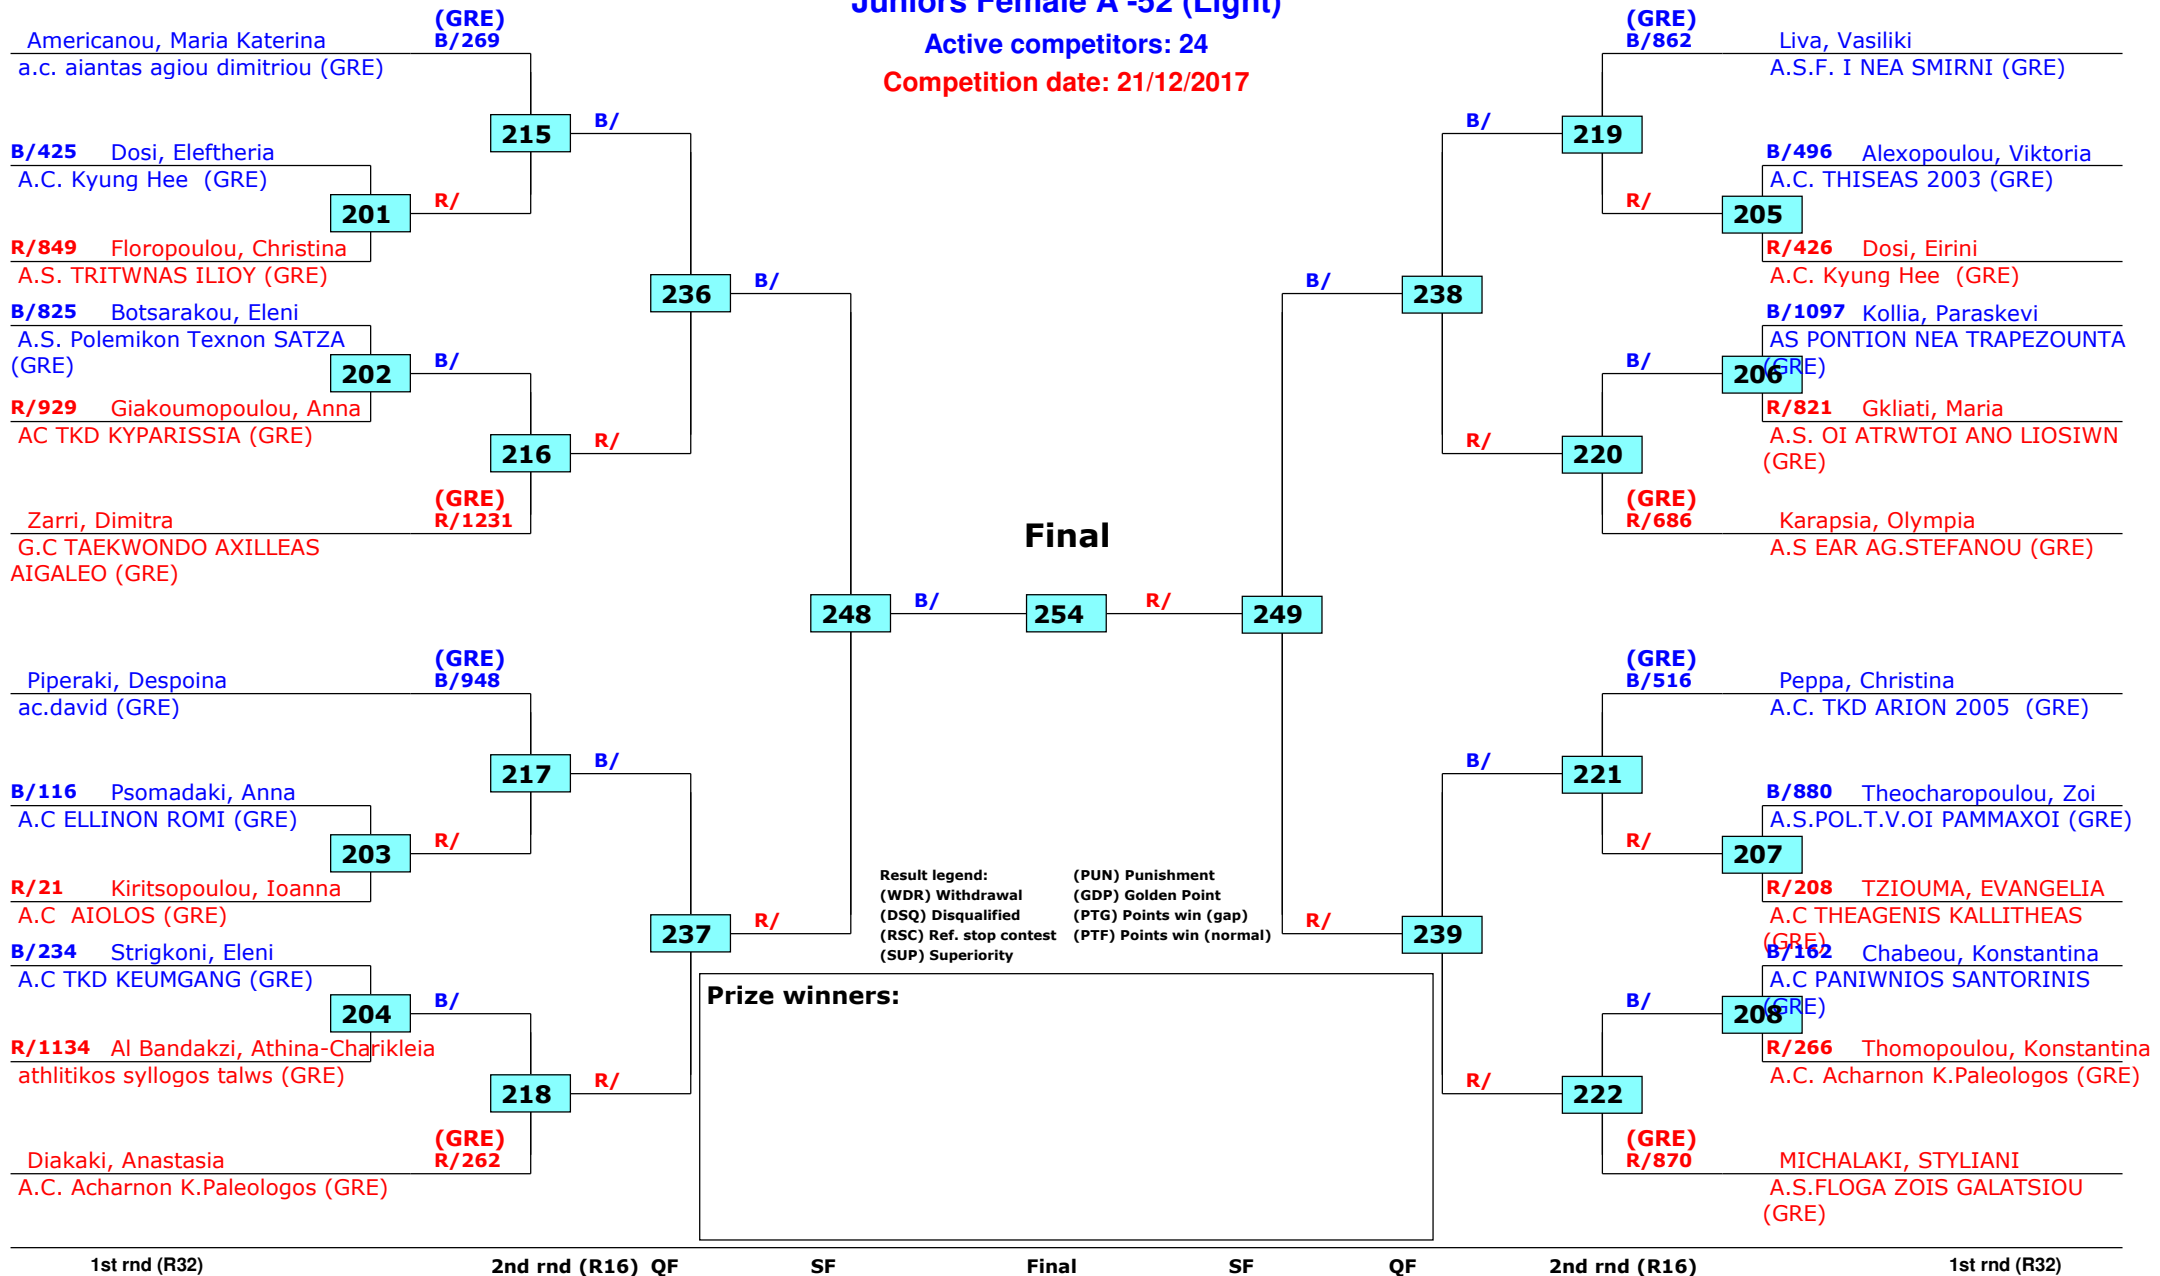 Juniors Female A -52 (Light)
Active competitors: 24
Competition date: 21/12/2017
(GRE)
Americanou, Maria Katerina B/269
a.c. aiantas agiou dimitriou (GRE)
215 B/
B/425 Dosi, Eleftheria
A.C. Kyung Hee (GRE)
201 R/
R/849 Floropoulou, Christina
A.S. TRITWNAS ILIOY (GRE)
236 B/
B/825 Botsarakou, Eleni
A.S. Polemikon Texnon SATZA
(GRE)
202 B/
R/929 Giakoumopoulou, Anna
AC TKD KYPARISSIA (GRE)
216 R/
(GRE)
Zarri, Dimitra R/1231
G.C TAEKWONDO AXILLEAS
AIGALEO (GRE)
248 B/
(GRE)
Piperaki, Despoina B/948
ac.david (GRE)
217 B/
B/116 Psomadaki, Anna
A.C ELLINON ROMI (GRE)
203 R/
R/21 Kiritsopoulou, Ioanna
A.C AIOLOS (GRE)
237 R/
B/234 Strigkoni, Eleni
A.C TKD KEUMGANG (GRE)
204 B/
R/1134 Al Bandakzi, Athina-Charikleia
athlitikos syllogos talws (GRE)
218 R/
(GRE)
Diakaki, Anastasia R/262
A.C. Acharnon K.Paleologos (GRE)
Final
254
(GRE)
B/862 Liva, Vasiliki
A.S.F. I NEA SMIRNI (GRE)
B/ 219
B/496 Alexopoulou, Viktoria
A.C. THISEAS 2003 (GRE)
R/ 205
R/426 Dosi, Eirini
A.C. Kyung Hee (GRE)
B/ 238
B/1097 Kollia, Paraskevi
AS PONTION NEA TRAPEZOUNTA
(GRE)
B/ 206
R/821 Gkliati, Maria
A.S. OI ATRWTOI ANO LIOSIWN
(GRE)
R/ 220
(GRE)
R/686 Karapsia, Olympia
A.S EAR AG.STEFANOU (GRE)
R/ 249
(GRE)
B/516 Peppa, Christina
A.C. TKD ARION 2005 (GRE)
B/ 221
B/880 Theocharopoulou, Zoi
A.S.POL.T.V.OI PAMMAXOI (GRE)
R/ 207
R/208 TZIOUMA, EVANGELIA
A.C THEAGENIS KALLITHEAS
(GRE)
R/ 239
B/162 Chabeou, Konstantina
A.C PANIWNIOS SANTORINIS
(GRE)
B/ 208
R/266 Thomopoulou, Konstantina
A.C. Acharnon K.Paleologos (GRE)
R/ 222
(GRE)
R/870 MICHALAKI, STYLIANI
A.S.FLOGA ZOIS GALATSIOU
(GRE)
Result legend: (PUN) Punishment
(WDR) Withdrawal (GDP) Golden Point
(DSQ) Disqualified (PTG) Points win (gap)
(RSC) Ref. stop contest (PTF) Points win (normal)
(SUP) Superiority
Prize winners:
1st rnd (R32) 2nd rnd (R16) QF SF Final SF QF 2nd rnd (R16) 1st rnd (R32)